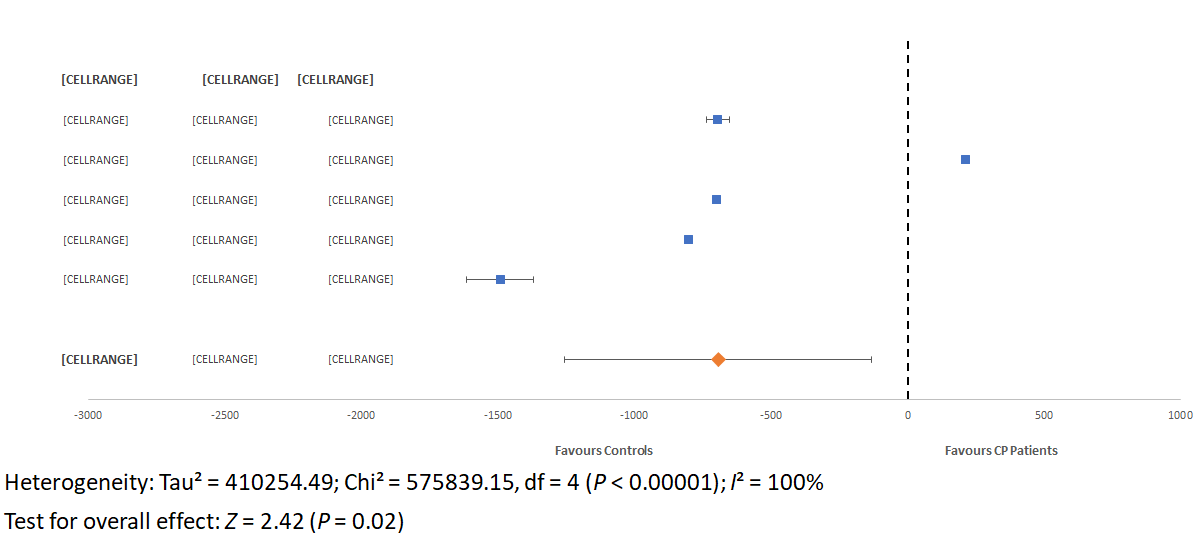 [CELLRANGE] [CELLRANGE] [CELLRANGE]
[CELLRANGE] [CELLRANGE] [CELLRANGE]
[CELLRANGE] [CELLRANGE] [CELLRANGE]
[CELLRANGE] [CELLRANGE] [CELLRANGE]
[CELLRANGE] [CELLRANGE] [CELLRANGE]
[CELLRANGE] [CELLRANGE] [CELLRANGE]
[CELLRANGE] [CELLRANGE] [CELLRANGE]
-3000 -2500 -2000 -1500 -1000 -500 0 500 1000
Favours Controls Favours CP Patients
Heterogeneity: Tau² = 410254.49; Chi² = 575839.15, df = 4 (P < 0.00001); I² = 100%
Test for overall effect: Z = 2.42 (P = 0.02)